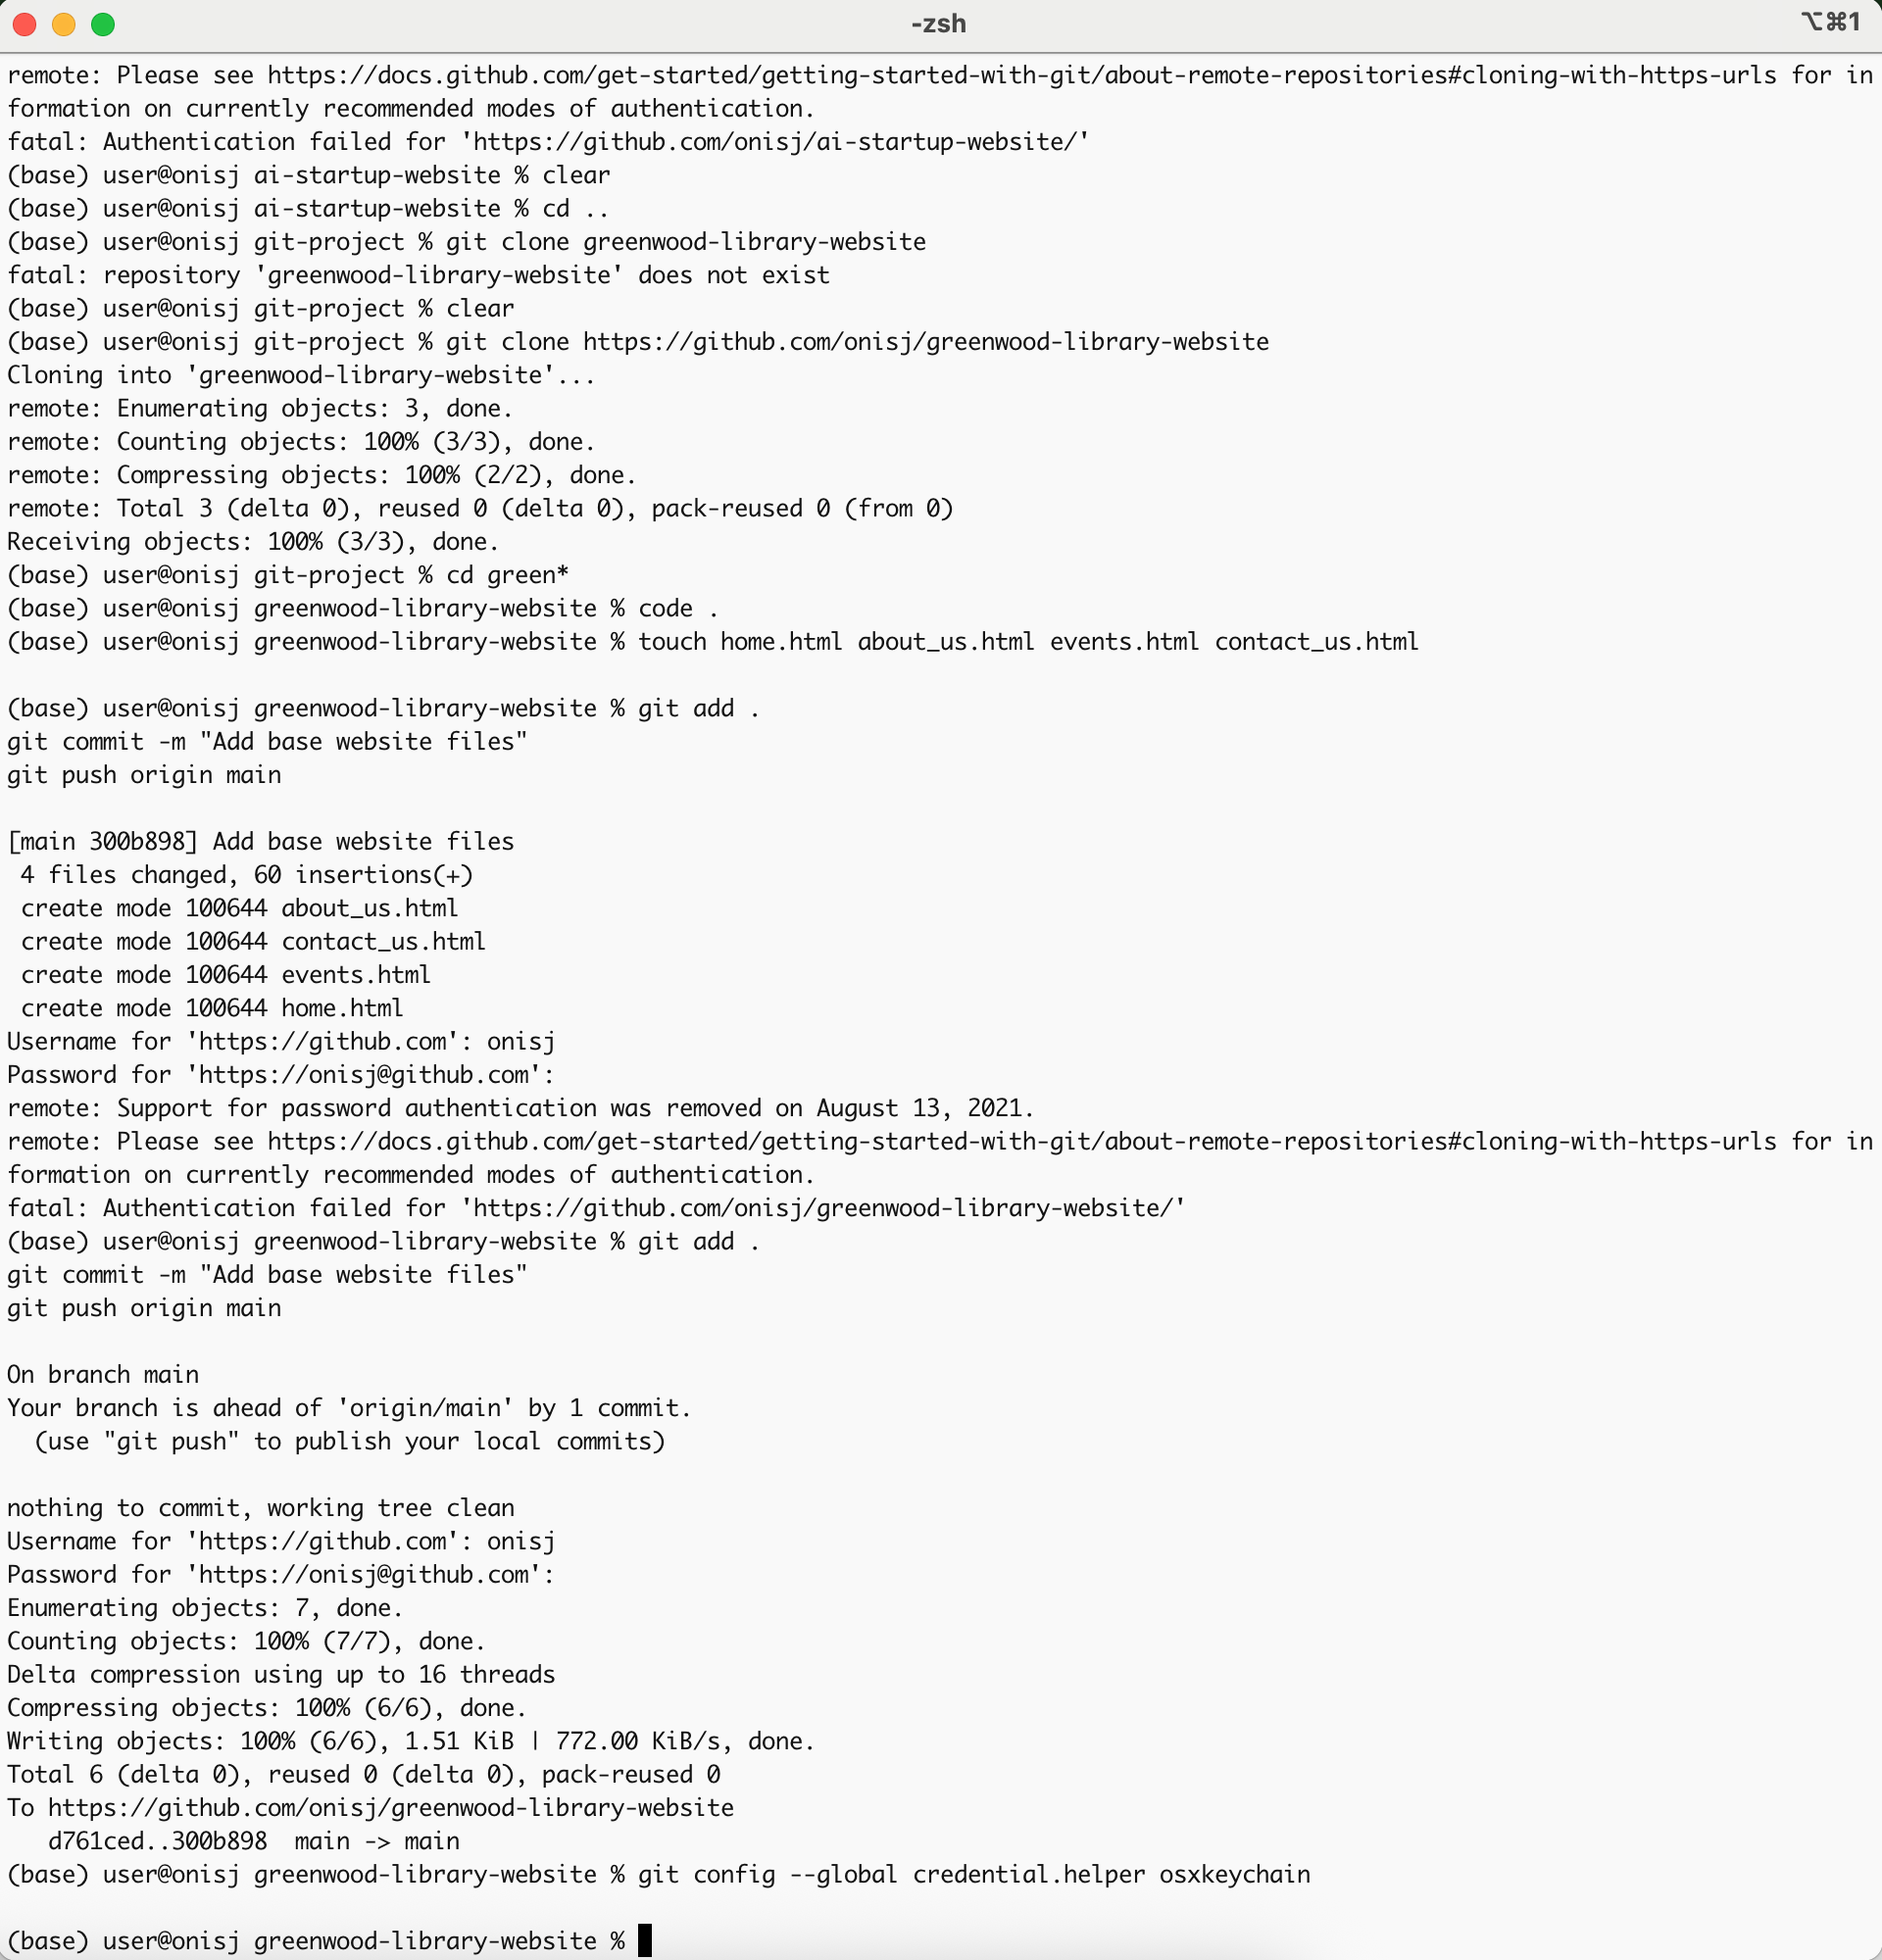 -zsh
⌥⌘1
remote: Please see https://docs.github.com/get-started/getting-started-with-git/about-remote-repositories#cloning-with-https-urls for in
formation on currently recommended modes of authentication.
fatal: Authentication failed for 'https://github.com/onisj/ai-startup-website/'
(base) user@onisj ai-startup-website % clear
(base) user@onisj ai-startup-website % cd ..
(base) user@onisj git-project % git clone greenwood-library-website
fatal: repository 'greenwood-library-website' does not exist
(base) user@onisj git-project % clear
(base) user@onisj git-project % git clone https://github.com/onisj/greenwood-library-website
Cloning into 'greenwood-library-website'...
remote: Enumerating objects: 3, done.
remote: Counting objects: 100% (3/3), done.
remote: Compressing objects: 100% (2/2), done.
remote: Total 3 (delta 0), reused 0 (delta 0), pack-reused 0 (from 0)
Receiving objects: 100% (3/3), done.
(base) user@onisj git-project % cd green*
(base) user@onisj greenwood-library-website % code .
(base) user@onisj greenwood-library-website % touch home.html about_us.html events.html contact_us.html
(base) user@onisj greenwood-library-website % git add .
git commit -m "Add base website files"
git push origin main
[main 300b898] Add base website files
4 files changed, 60 insertions(+)
create mode 100644 about_us.html
create mode 100644 contact_us.html
create mode 100644 events.html
create mode 100644 home.html
Username for 'https://github.com': onisj
Password for 'https://onisj@github.com':
remote: Support for password authentication was removed on August 13, 2021.
remote: Please see https://docs.github.com/get-started/getting-started-with-git/about-remote-repositories#cloning-with-https-urls for in
formation on currently recommended modes of authentication.
fatal: Authentication failed for 'https://github.com/onisj/greenwood-library-website/'
(base) user@onisj greenwood-library-website % git add .
git commit -m "Add base website files"
git push origin main
On branch main
Your branch is ahead of 'origin/main' by 1 commit.
(use "git push" to publish your local commits)
nothing to commit, working tree clean
Username for 'https://github.com': onisj
Password for 'https://onisj@github.com':
Enumerating objects: 7, done.
Counting objects: 100% (7/7), done.
Delta compression using up to 16 threads
Compressing objects: 100% (6/6), done.
Writing objects: 100% (6/6), 1.51 KiB | 772.00 KiB/s, done.
Total 6 (delta 0), reused 0 (delta 0), pack-reused 0
To https://github.com/onisj/greenwood-library-website
d761ced..300b898  main -> main
(base) user@onisj greenwood-library-website % git config --global credential.helper osxkeychain
(base) user@onisj greenwood-library-website %